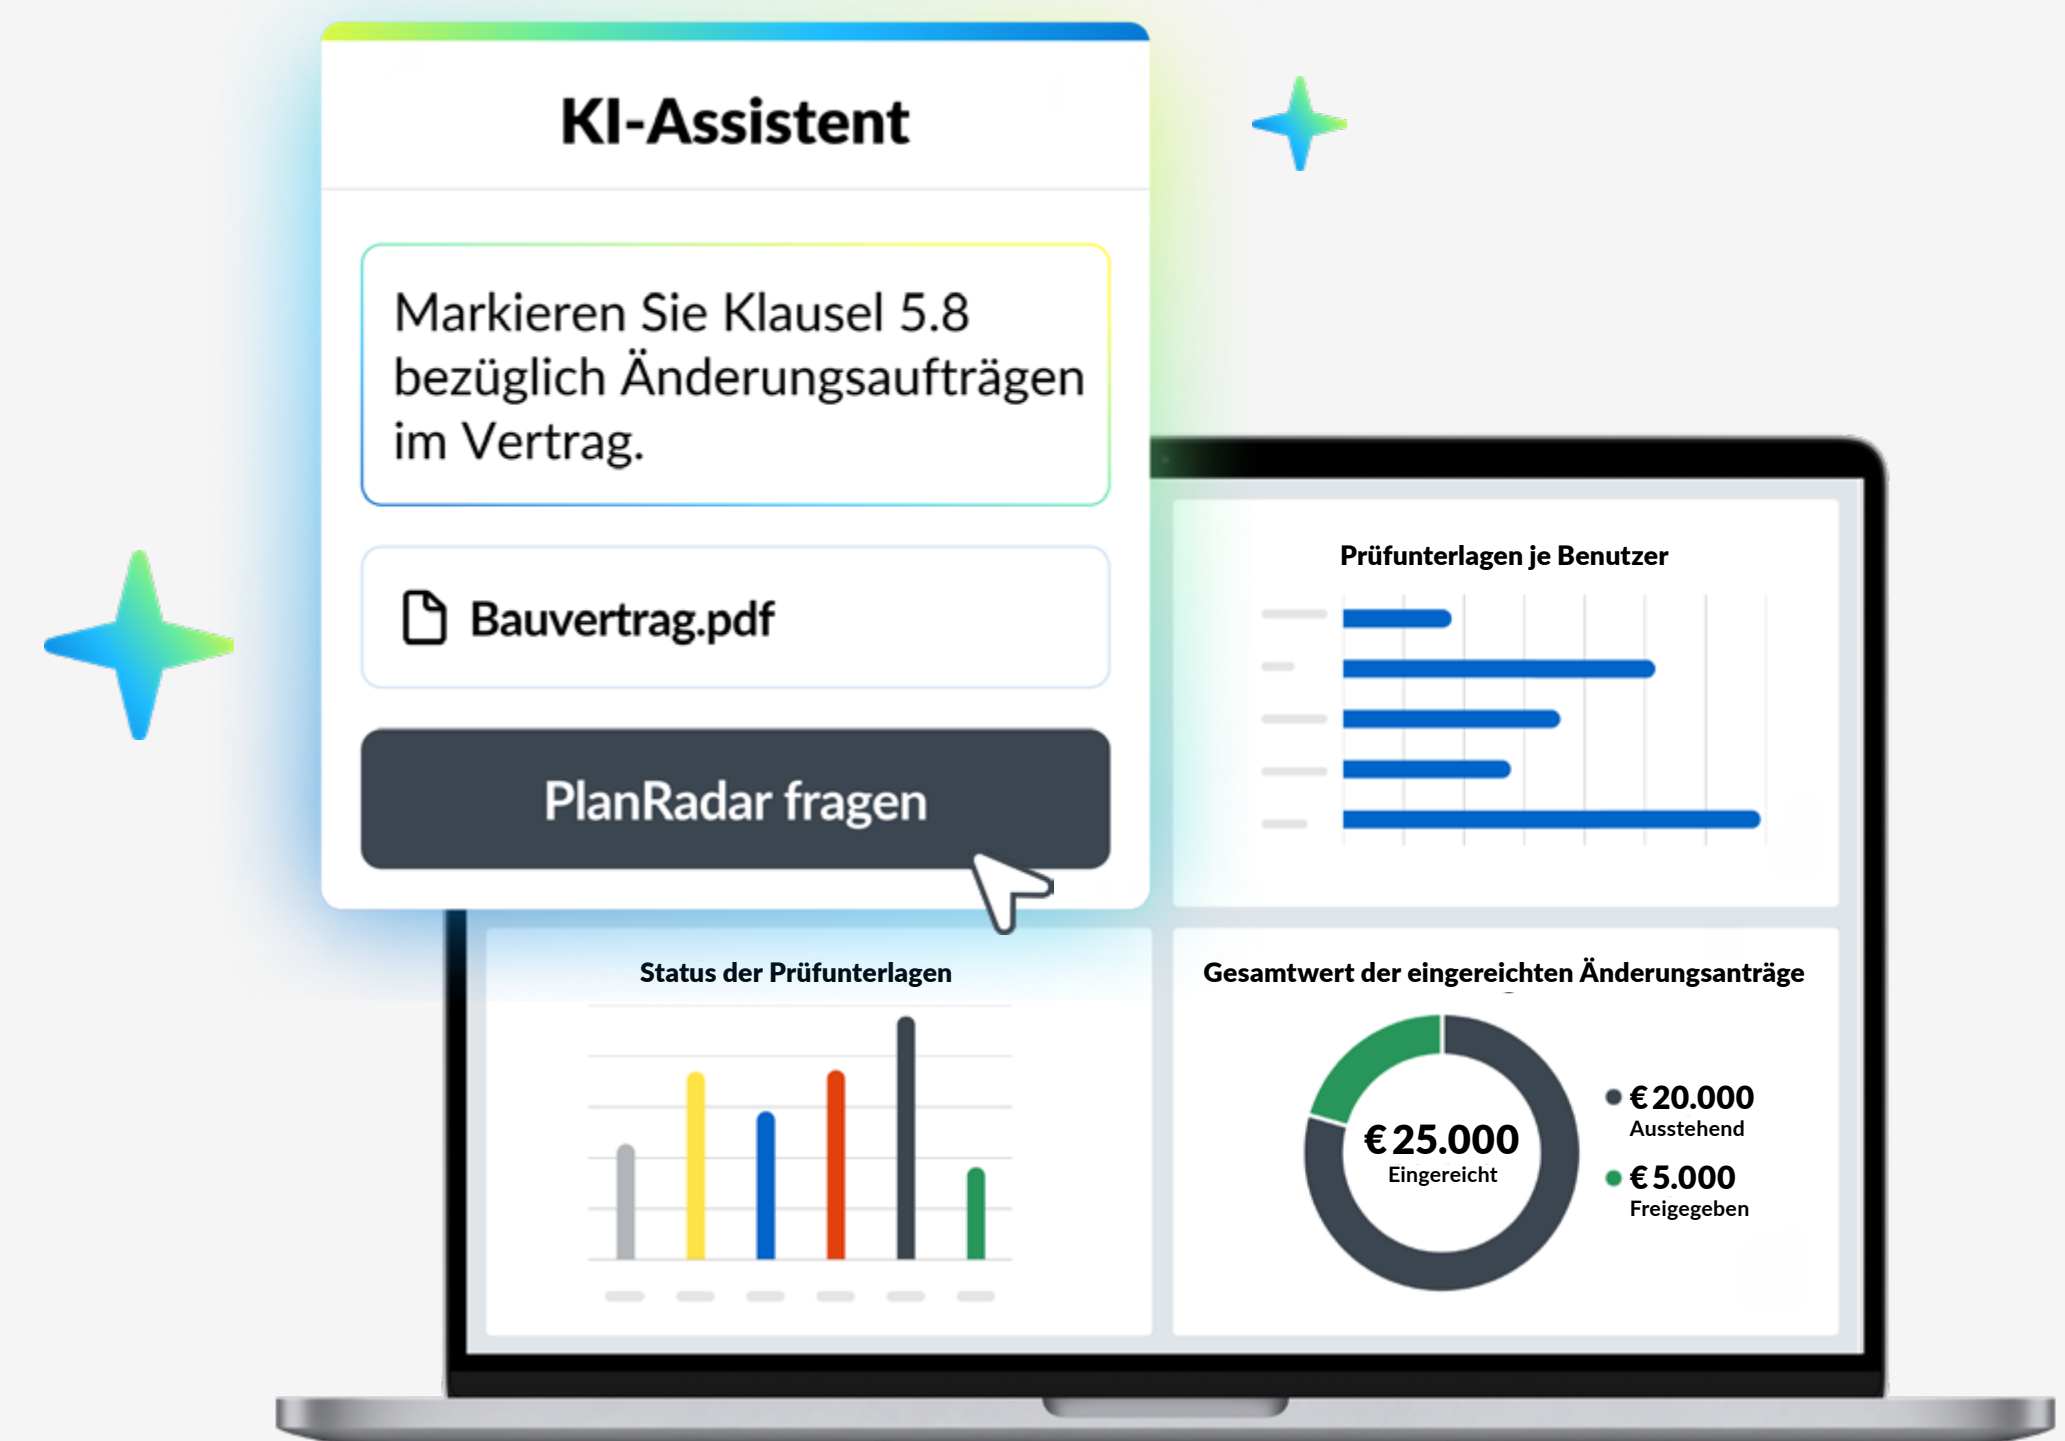 KI-Assistent
Markieren Sie Klausel 5.8
bezüglich Änderungsaufträgen
im Vertrag.
Bauvertrag.pdf
PlanRadar fragen
Prüfunterlagen je Benutzer
Status der Prüfunterlagen
Gesamtwert der eingereichten Änderungsanträge
€ 25.000
Eingereicht
€ 20.000
Ausstehend
€ 5.000
Freigegeben